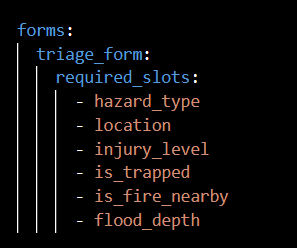 forms:
  triage_form:
    required_slots:
      - hazard_type
      - location
      - injury_level
      - is_trapped
      - is_fire_nearby
      - flood_depth